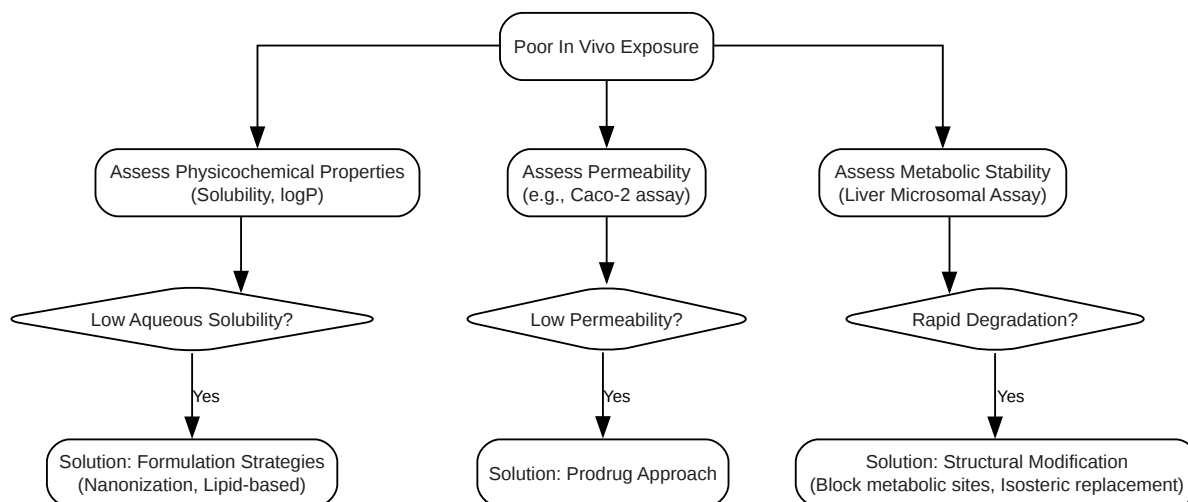 Poor In Vivo Exposure
Assess Physicochemical Properties
(Solubility, logP)
Assess Permeability
(e.g., Caco-2 assay)
Assess Metabolic Stability
(Liver Microsomal Assay)
Low Aqueous Solubility?
Low Permeability?
Rapid Degradation?
Yes
Yes
Yes
Solution: Formulation Strategies
(Nanonization, Lipid-based)
Solution: Prodrug Approach
Solution: Structural Modification
(Block metabolic sites, Isosteric replacement)